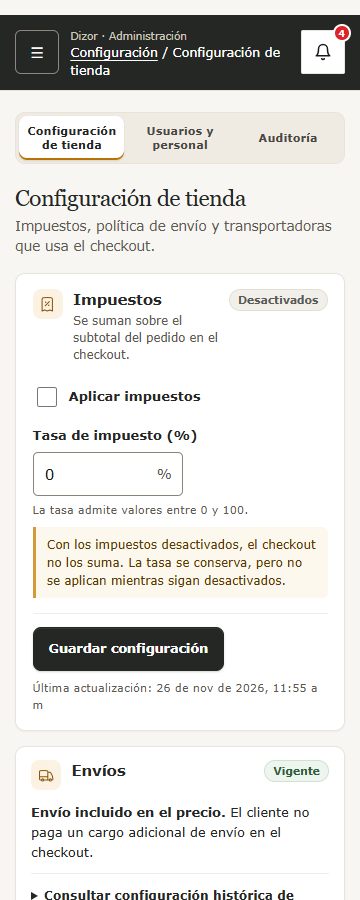 Dizor · Administración
Configuración / Configuración de
tienda
4
Configuración
de tienda
Usuarios y
personal
Auditoría
Configuración de tienda
Impuestos, política de envío y transportadoras
que usa el checkout.
Impuestos
Desactivados
Se suman sobre el
subtotal del pedido en el
checkout.
Aplicar impuestos
Tasa de impuesto (%)
0 %
La tasa admite valores entre 0 y 100.
Con los impuestos desactivados, el checkout
no los suma. La tasa se conserva, pero no
se aplican mientras sigan desactivados.
Guardar configuración
Última actualización: 26 de nov de 2026, 11:55 a
m
Envíos
Vigente
Envío incluido en el precio. El cliente no
paga un cargo adicional de envío en el
checkout.
Consultar configuración histórica de